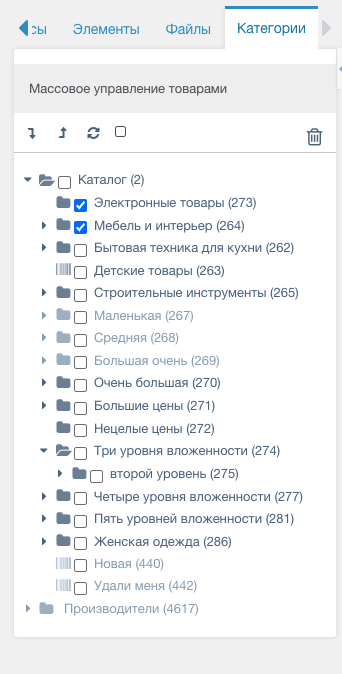 сы Элементы Файлы Категории
Массовое управление товарами
Каталог (2)
Электронные товары (273)
Мебель и интерьер (264)
Бытовая техника для кухни (262)
Детские товары (263)
Строительные инструменты (265)
Маленькая (267)
Средняя (268)
Большая очень (269)
Очень большая (270)
Большие цены (271)
Нецелые цены (272)
Три уровня вложенности (274)
второй уровень (275)
Четыре уровня вложенности (277)
Пять уровней вложенности (281)
Женская одежда (286)
Новая (440)
Удали меня (442)
Производители (4617)